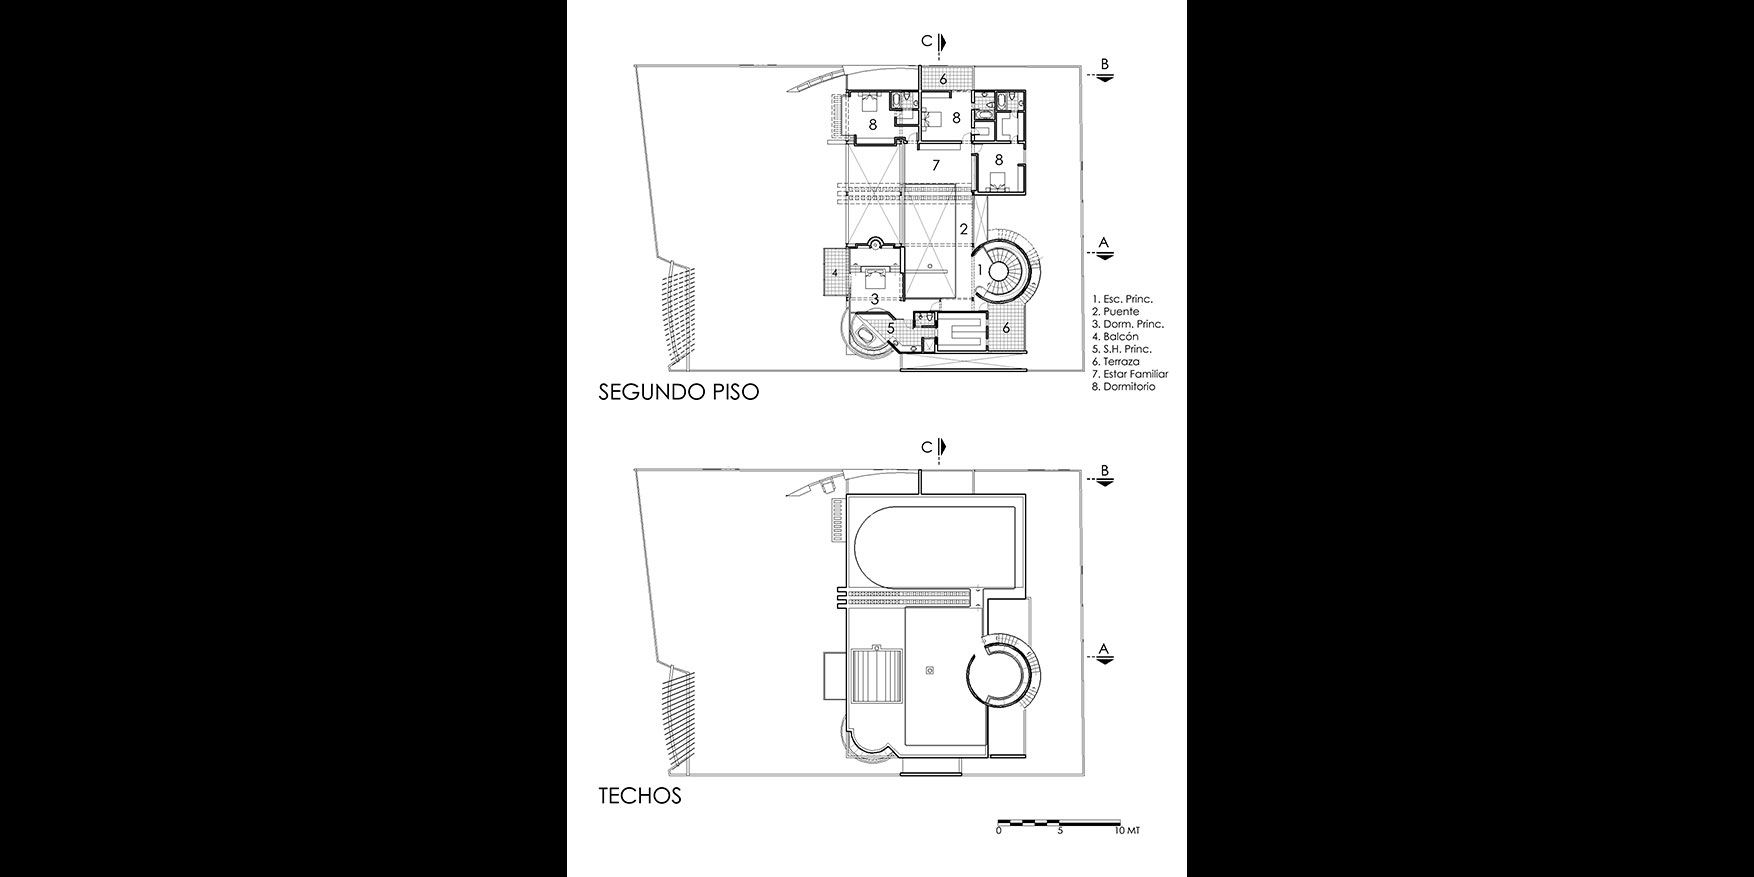 C
B
6
8
8
7
8
2
A
1
4
3
5
6
1. Esc. Princ.
2. Puente
3. Dorm. Princ.
4. Balcón
5. S.H. Princ.
6. Terraza
7. Estar Familiar
8. Dormitorio
SEGUNDO PISO
C
B
A
TECHOS
0 5 10 MT